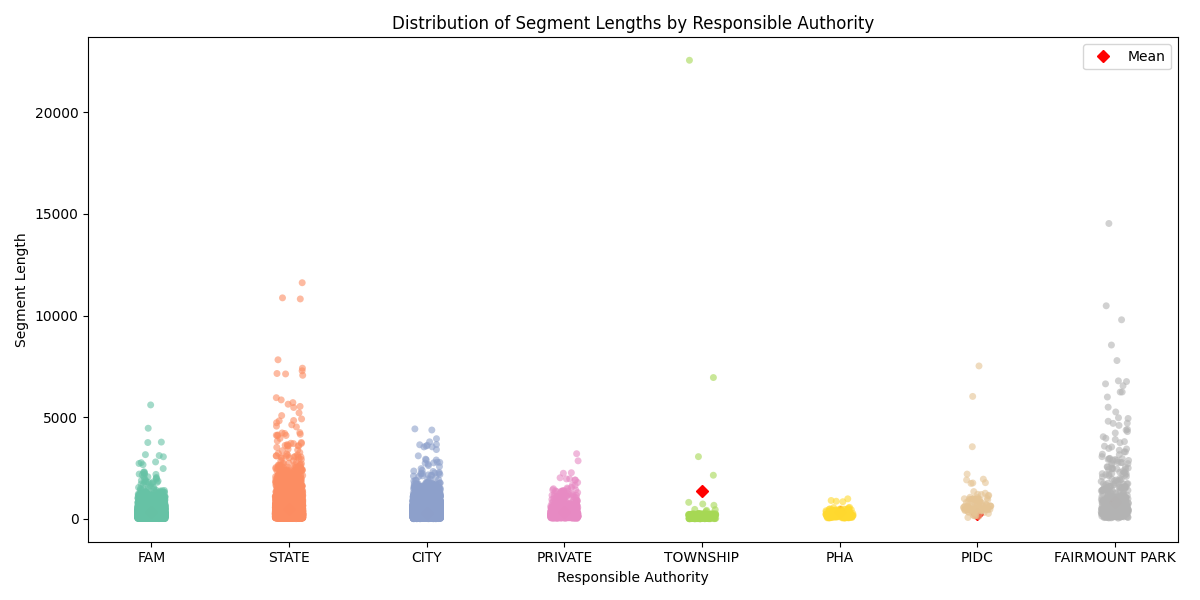 Distribution of Segment Lengths by Responsible Authority
Mean
Segment Length
20000
15000
10000
5000
0
FAM STATE CITY PRIVATE TOWNSHIP PHA PIDC FAIRMOUNT PARK
Responsible Authority